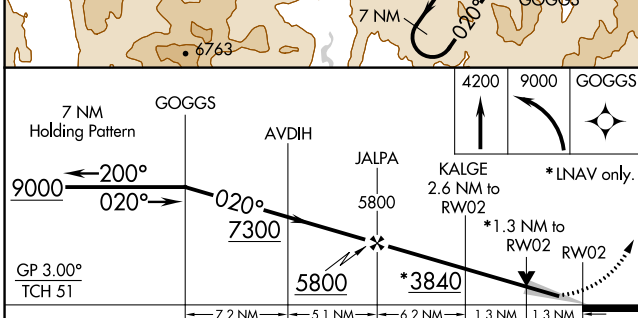 GOGGS
7 NM
020°
6763
4200 9000 GOGGS
7 NM
Holding Pattern
GOGGS
AVDIH
JALPA
KALGE
2.6 NM to
RW02
*LNAV only.
9000
200°
020°
020°
7300
5800
5800
*3840
*1.3 NM to
RW02
RW02
GP 3.00°
TCH 51
7.2 NM 5.1 NM 6.2 NM 1.3 NM 1.3 NM